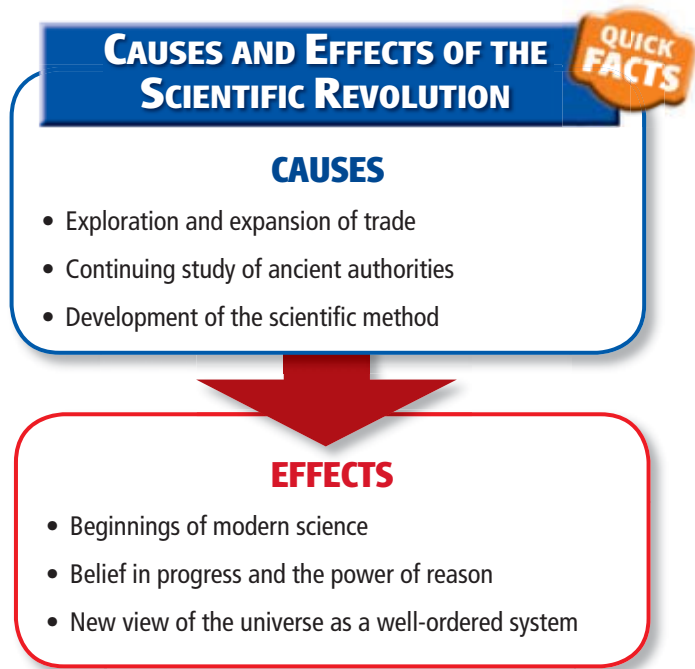 CAUSES AND EFFECTS OF THE
SCIENTIFIC REVOLUTION
QUICK
FACTS
CAUSES
• Exploration and expansion of trade
• Continuing study of ancient authorities
• Development of the scientific method
EFFECTS
• Beginnings of modern science
• Belief in progress and the power of reason
• New view of the universe as a well-ordered system